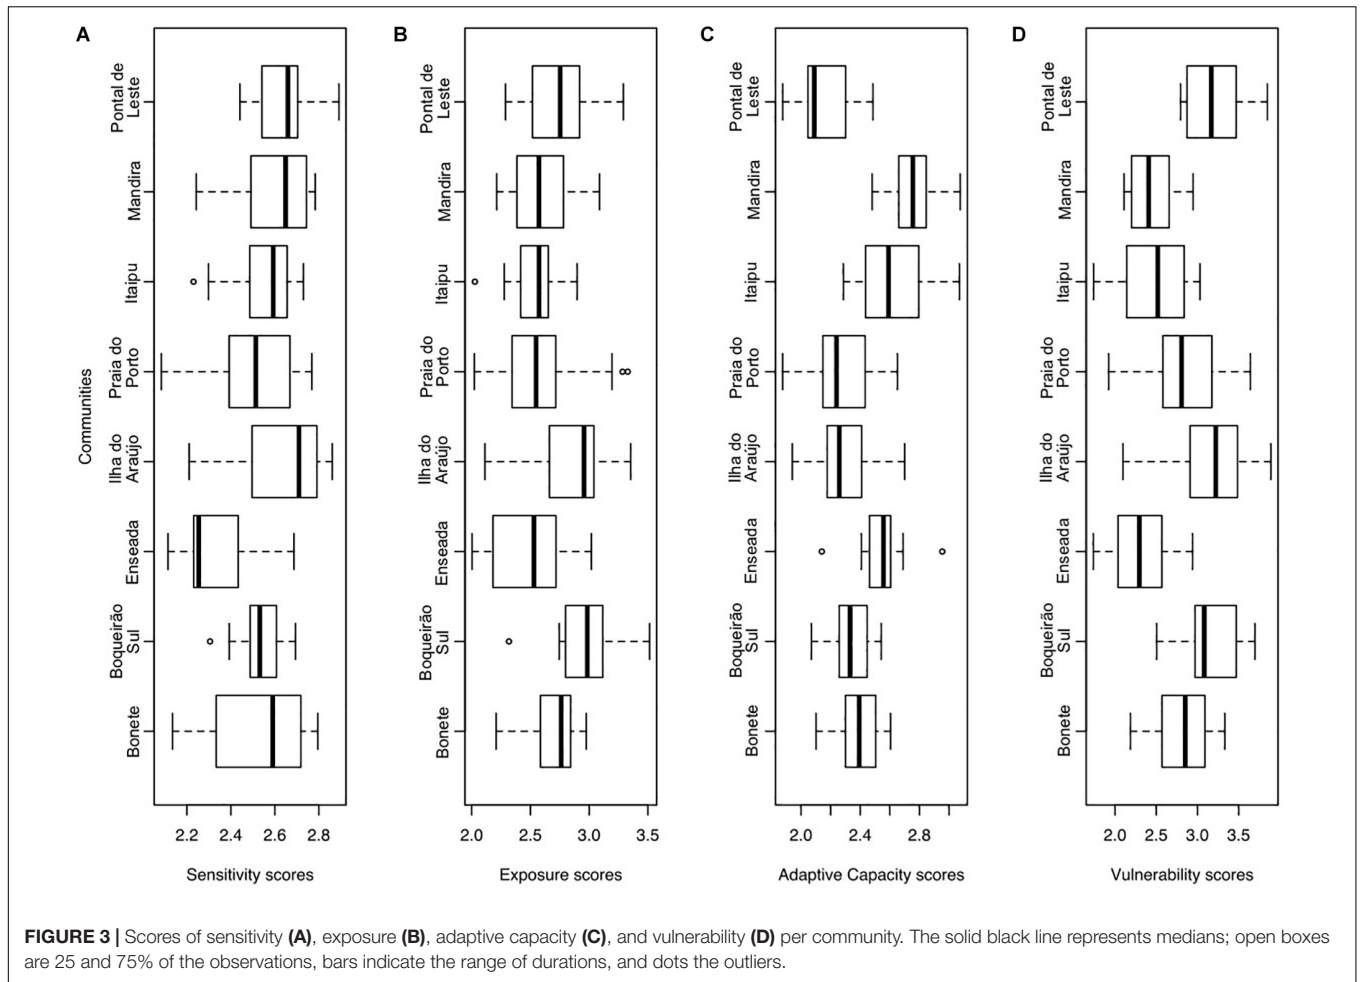 A
B
C
D
Communities
Pontal de
Leste
Mandira
Itaipu
Praia do
Porto
Ilha do
Araújo
Enseada
Boqueirão
Sul
Bonete
2.2 2.4 2.6 2.8
Sensitivity scores
Pontal de
Leste
Mandira
Itaipu
Praia do
Porto
Ilha do
Araújo
Enseada
Boqueirão
Sul
Bonete
2.0 2.5 3.0 3.5
Exposure scores
Pontal de
Leste
Mandira
Itaipu
Praia do
Porto
Ilha do
Araújo
Enseada
Boqueirão
Sul
Bonete
2.0 2.4 2.8
Adaptive Capacity scores
Pontal de
Leste
Mandira
Itaipu
Praia do
Porto
Ilha do
Araújo
Enseada
Boqueirão
Sul
Bonete
2.0 2.5 3.0 3.5
Vulnerability scores
FIGURE 3 | Scores of sensitivity (A), exposure (B), adaptive capacity (C), and vulnerability (D) per community. The solid black line represents medians; open boxes
are 25 and 75% of the observations, bars indicate the range of durations, and dots the outliers.